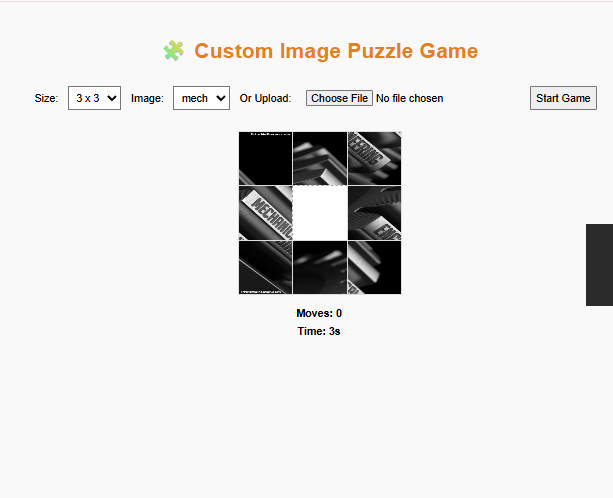 Custom Image Puzzle Game
Size: 3 x 3 Image: mech Or Upload: Choose File No file chosen Start Game
MECHANIC
Moves: 0
Time: 3s